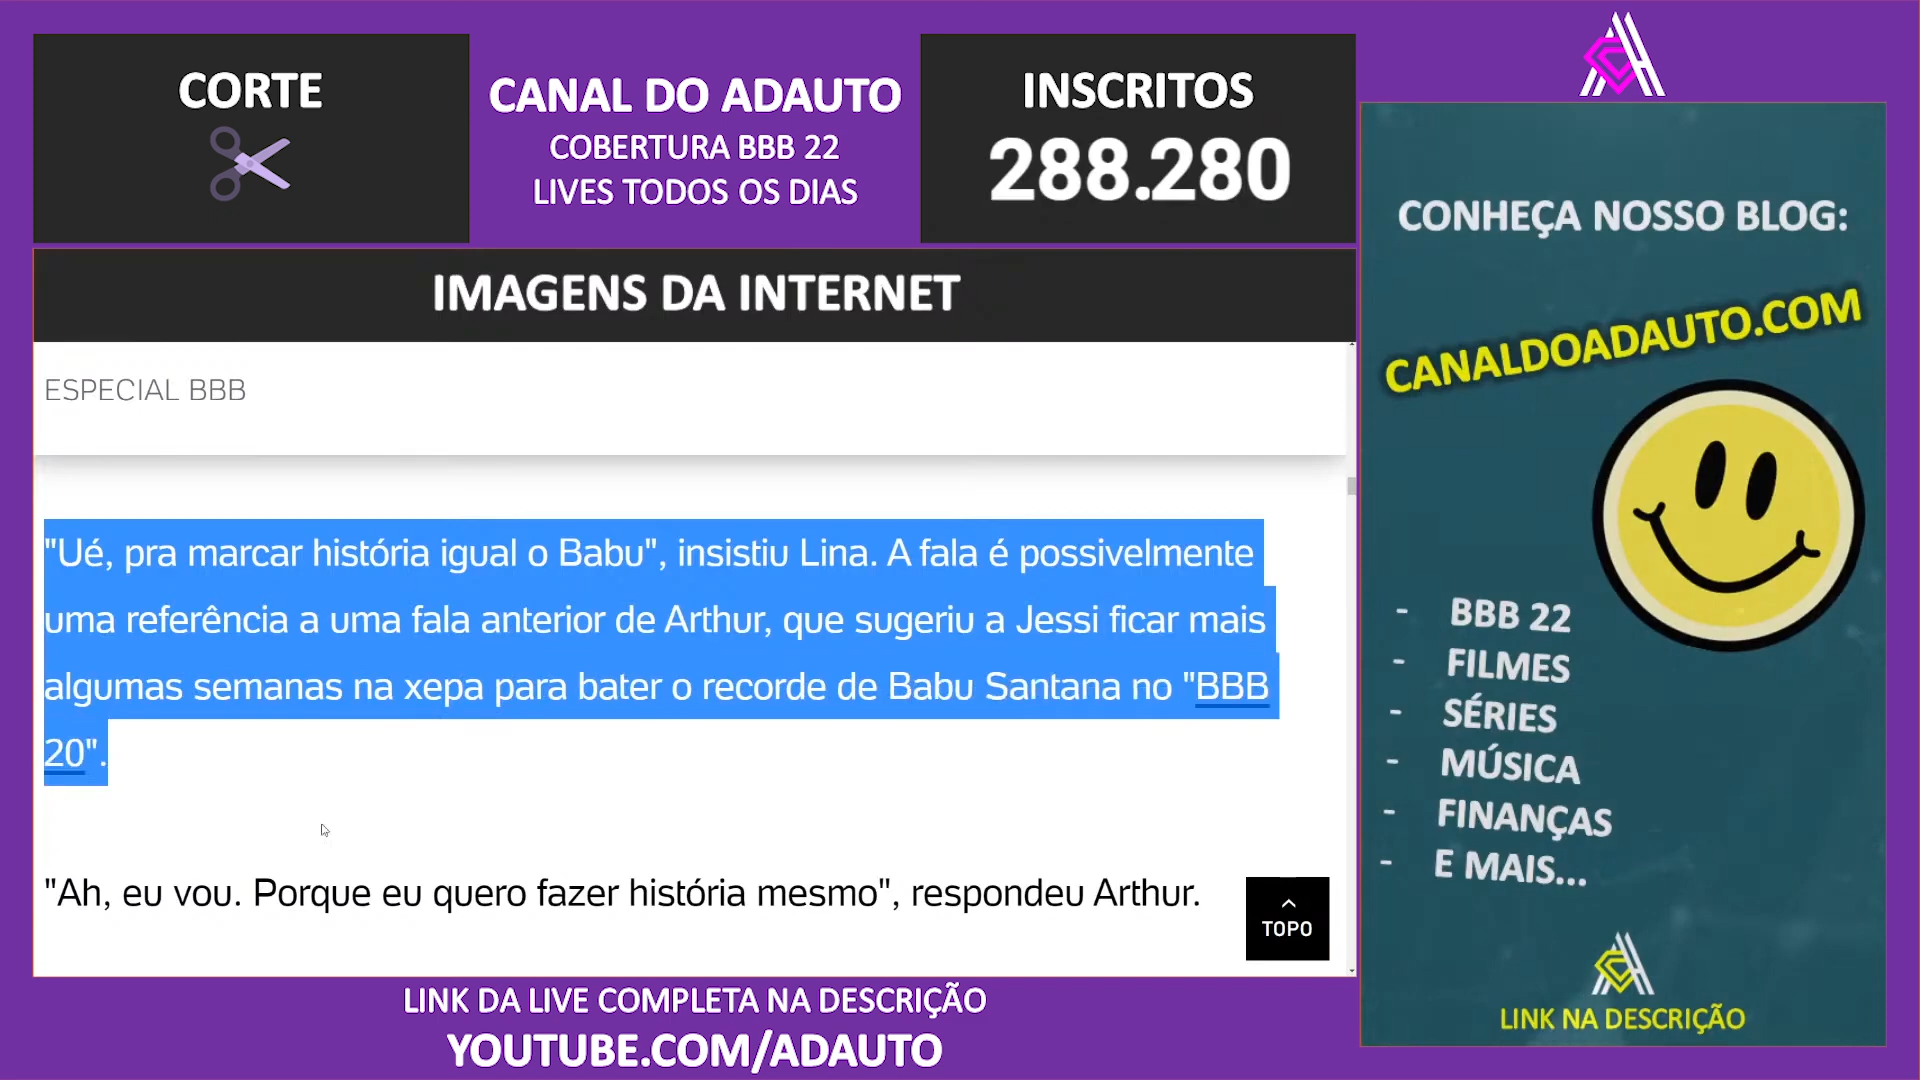 CORTE
CANAL DO ADAUTO
COBERTURA BBB 22
LIVES TODOS OS DIAS
INSCRITOS
288.280
IMAGENS DA INTERNET
ESPECIAL BBB
"Ué, pra marcar história igual o Babu", insistiu Lina. A fala é possivelmente
uma referência a uma fala anterior de Arthur, que sugeriu a Jessi ficar mais
algumas semanas na xepa para bater o recorde de Babu Santana no "BBB
20".
"Ah, eu vou. Porque eu quero fazer história mesmo", respondeu Arthur.
TOPO
LINK DA LIVE COMPLETA NA DESCRIÇÃO
YOUTUBE.COM/ADAUTO
CONHEÇA NOSSO BLOG:
CANALDOADAUTO.COM
- BBB 22
- FILMES
- SÉRIES
- MÚSICA
- FINANÇAS
- E MAIS...
LINK NA DESCRIÇÃO